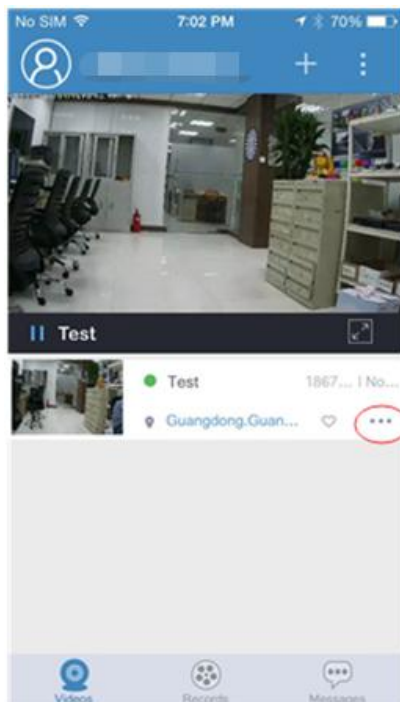 No SIM 7:02 PM 70%
Test
Test 1867... | No...
Guangdong.Guan...
Videos Records Messages